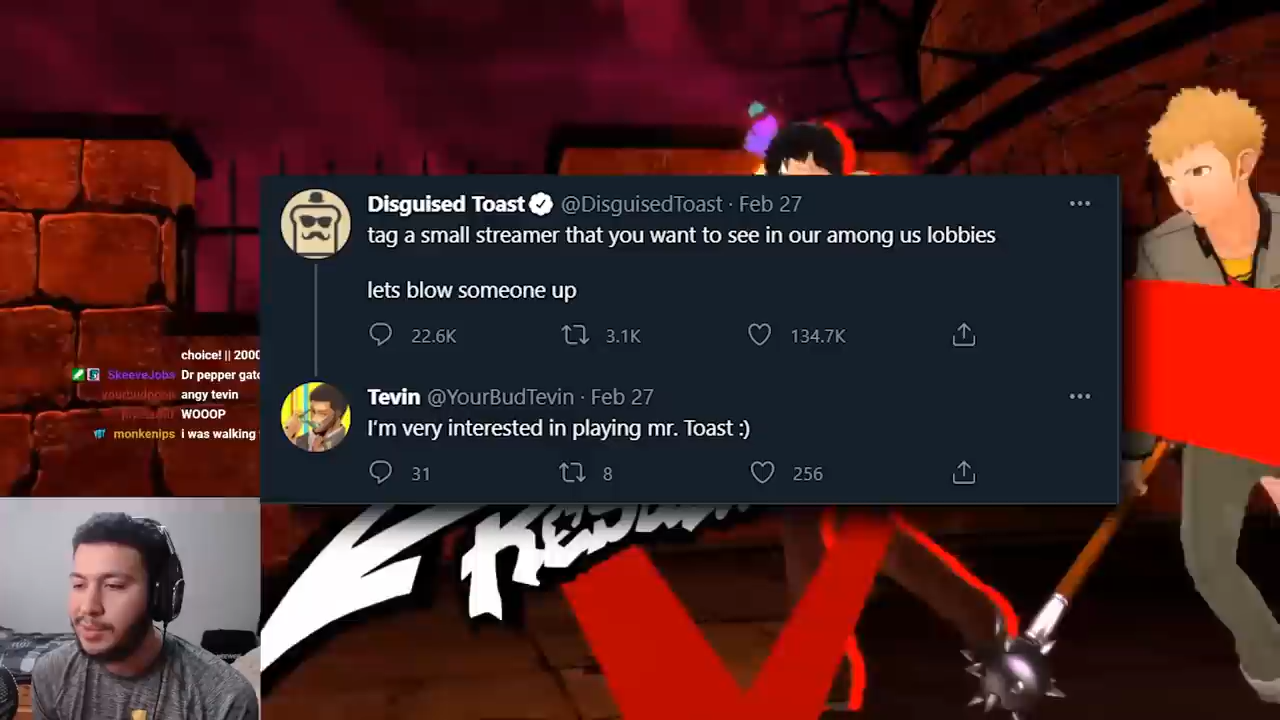 Disguised Toast @DisguisedToast · Feb 27
tag a small streamer that you want to see in our among us lobbies
lets blow someone up
22.6K 3.1K 134.7K
Tevin @YourBudTevin · Feb 27
I'm very interested in playing mr. Toast :)
31 8 256
choice! || 2000
SkeeveJobs Dr pepper gato
angy tevin
WOOOP
monkenips i was walking